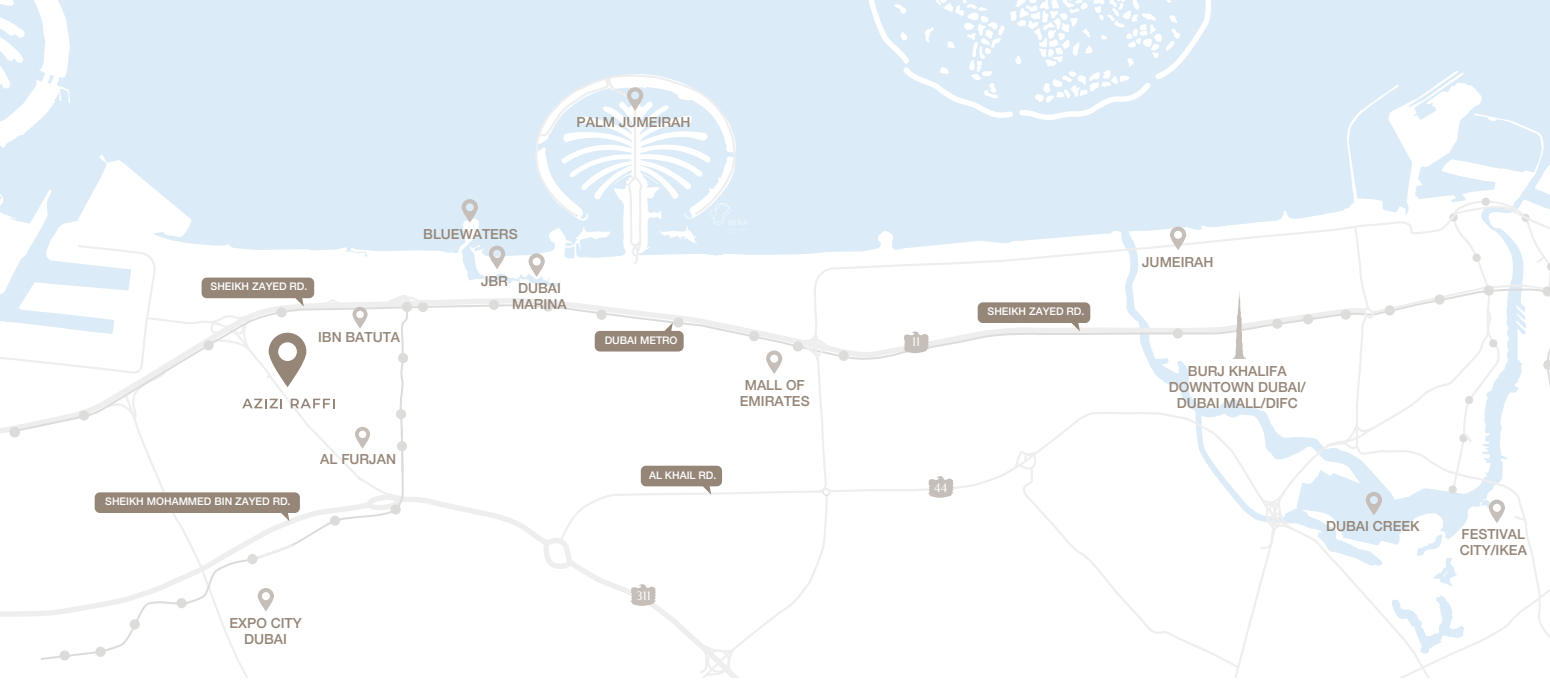 PALM JUMEIRAH
BLUEWATERS
JBR
DUBAI
MARINA
JUMEIRAH
SHEIKH ZAYED RD.
IBN BATUTA
DUBAI METRO
SHEIKH ZAYED RD.
11
MALL OF
EMIRATES
BURJ KHALIFA
DOWNTOWN DUBAI/
DUBAI MALL/DIFC
AZIZI RAFFI
AL FURJAN
AL KHAIL RD.
44
SHEIKH MOHAMMED BIN ZAYED RD.
DUBAI CREEK
FESTIVAL
CITY/IKEA
311
EXPO CITY
DUBAI